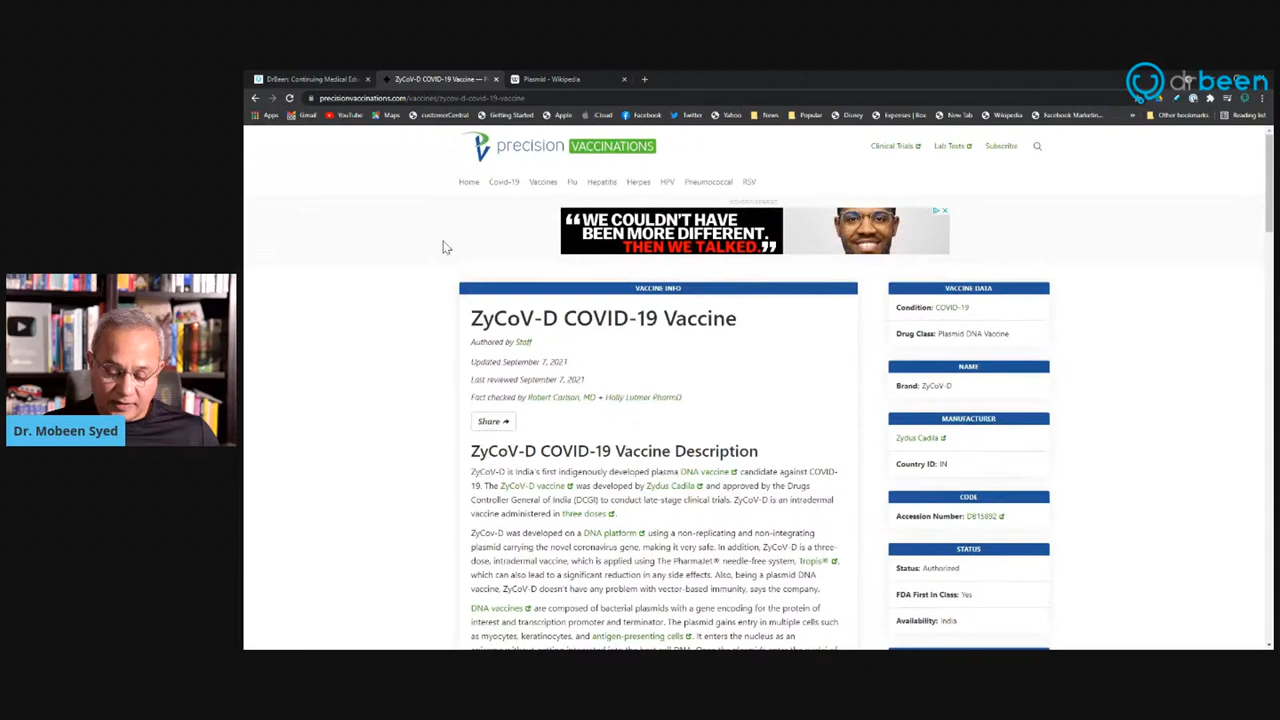 DrBeen: Continuing Medical Edu
ZyCoV-D COVID-19 Vaccine — P
Plasmid - Wikipedia
drbeen
precisionvaccinations.com/vaccines/zycov-d-covid-19-vaccine
Apps
Gmail
YouTube
Maps
customerCentral
Getting Started
Apple
iCloud
Facebook
Twitter
Yahoo
News
Popular
Disney
Expenses | Box
New Tab
Wikipedia
Facebook Marketin...
»
Other bookmarks
Reading list
precision VACCINATIONS
Clinical Trials
Lab Tests
Subscribe
Home
Covid-19
Vaccines
Flu
Hepatitis
Herpes
HPV
Pneumococcal
RSV
ADVERTISEMENT
“WE COULDN'T HAVE
BEEN MORE DIFFERENT.
THEN WE TALKED.”
VACCINE INFO
ZyCoV-D COVID-19 Vaccine
Authored by Staff
Updated September 7, 2021
Last reviewed September 7, 2021
Fact checked by Robert Carlson, MD + Holly Lutmer PharmD
Share
ZyCoV-D COVID-19 Vaccine Description
ZyCoV-D is India's first indigenously developed plasma DNA vaccine candidate against COVID-
19. The ZyCoV-D vaccine was developed by Zydus Cadila and approved by the Drugs
Controller General of India (DCGI) to conduct late-stage clinical trials. ZyCoV-D is an intradermal
vaccine administered in three doses.
ZyCov-D was developed on a DNA platform using a non-replicating and non-integrating
plasmid carrying the novel coronavirus gene, making it very safe. In addition, ZyCoV-D is a three-
dose, intradermal vaccine, which is applied using The PharmaJet® needle-free system, Tropis®,
which can also lead to a significant reduction in any side effects. Also, being a plasmid DNA
vaccine, ZyCoV-D doesn't have any problem with vector-based immunity, says the company.
DNA vaccines are composed of bacterial plasmids with a gene encoding for the protein of
interest and transcription promoter and terminator. The plasmid gains entry in multiple cells such
as myocytes, keratinocytes, and antigen-presenting cells. It enters the nucleus as an
VACCINE DATA
Condition: COVID-19
Drug Class: Plasmid DNA Vaccine
NAME
Brand: ZyCoV-D
MANUFACTURER
Zydus Cadila
Country ID: IN
CODE
Accession Number: DB15892
STATUS
Status: Authorized
FDA First In Class: Yes
Availability: India
Dr. Mobeen Syed